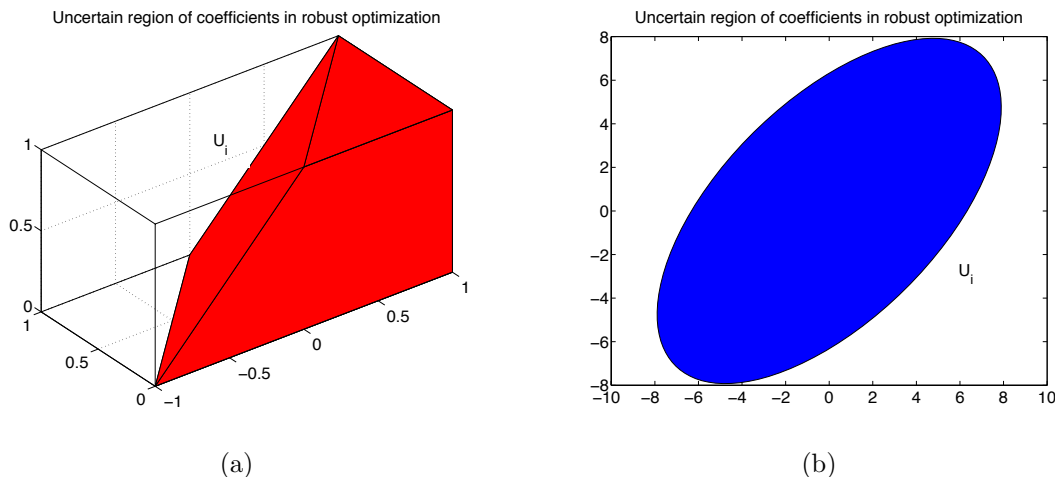 Uncertain region of coefficients in robust optimization
U_i
1
0.5
0
1
0.5
0
−1
−0.5
0
0.5
1
(a)
Uncertain region of coefficients in robust optimization
8
6
4
2
0
−2
−4
−6
−8
U_i
−10 −8 −6 −4 −2 0 2 4 6 8 10
(b)